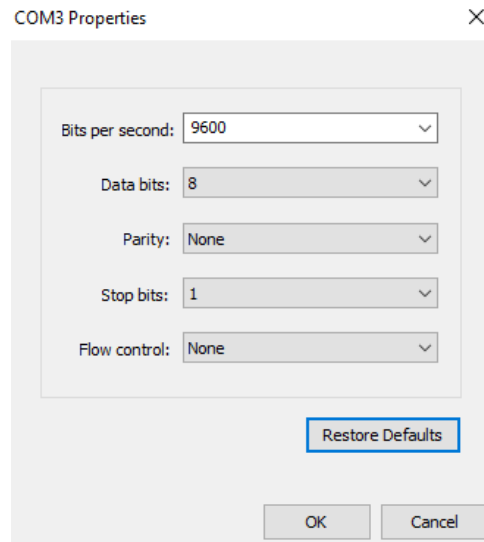 COM3 Properties
Bits per second: 9600
Data bits: 8
Parity: None
Stop bits: 1
Flow control: None
Restore Defaults
OK Cancel